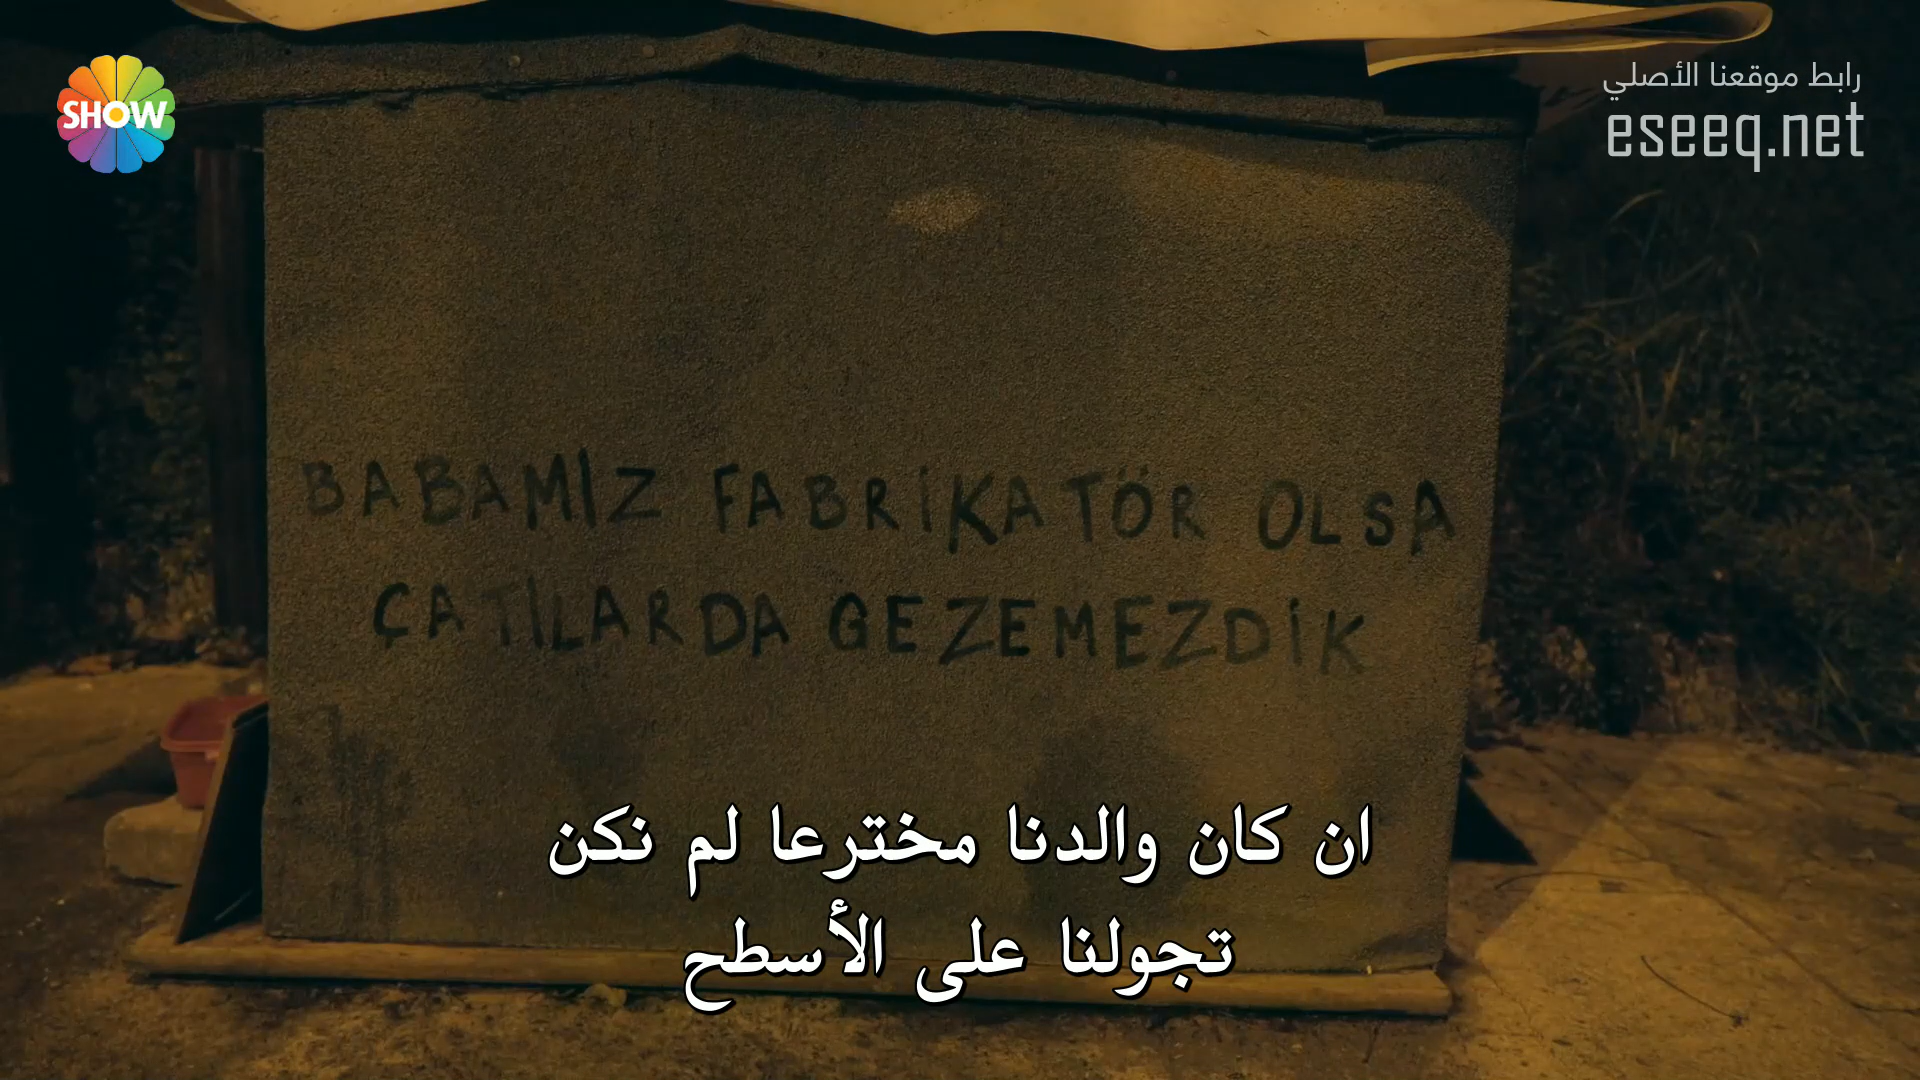 SHOW
رابط موقعنا الأصلي
eseeq.net
BABAMIZ FABRİKATÖR OLSA
ÇATILARDA GEZEMEZDİK
ان كان والدنا مخترعا لم نكن
تجولنا على الأسطح